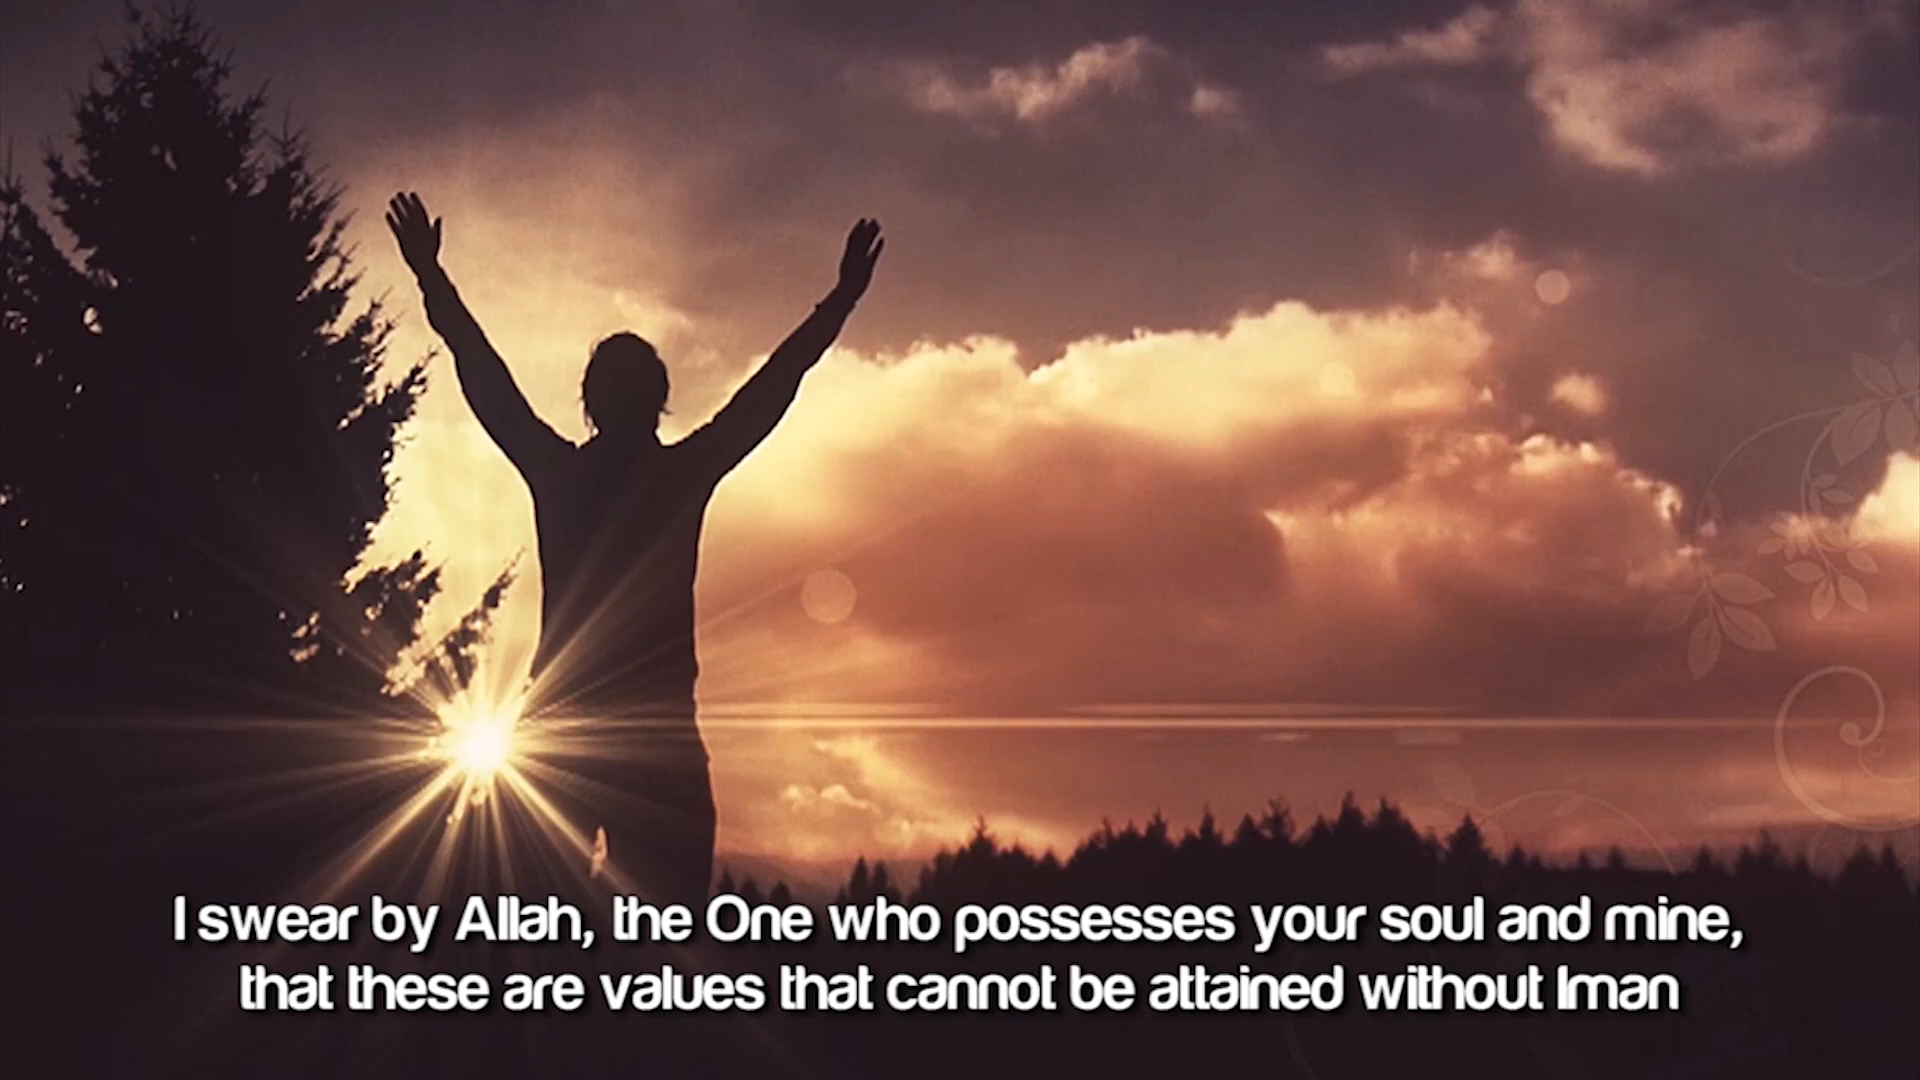 I swear by Allah, the One who possesses your soul and mine,
that these are values that cannot be attained without Iman